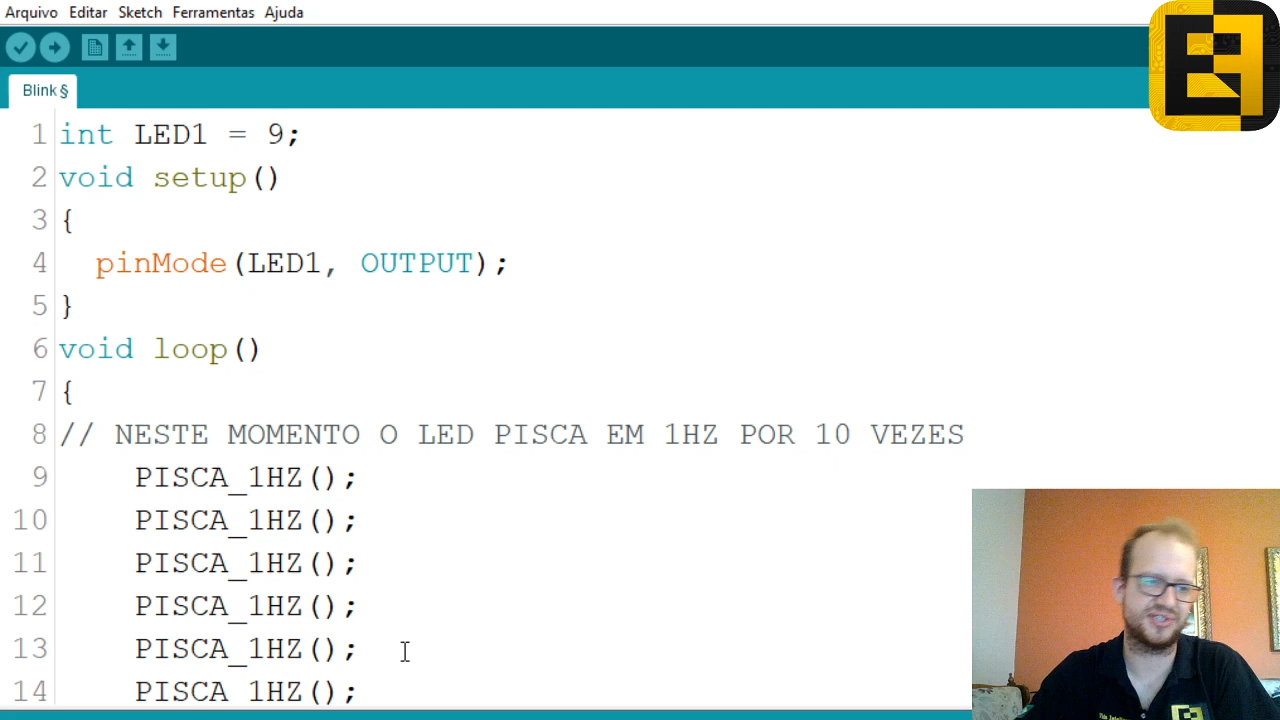 Arquivo Editar Sketch Ferramentas Ajuda
Blink §
1 int LED1 = 9;
2 void setup()
3 {
4 pinMode(LED1, OUTPUT);
5 }
6 void loop()
7 {
8 // NESTE MOMENTO O LED PISCA EM 1HZ POR 10 VEZES
9 PISCA_1HZ();
10 PISCA_1HZ();
11 PISCA_1HZ();
12 PISCA_1HZ();
13 PISCA_1HZ();
14 PISCA_1HZ();